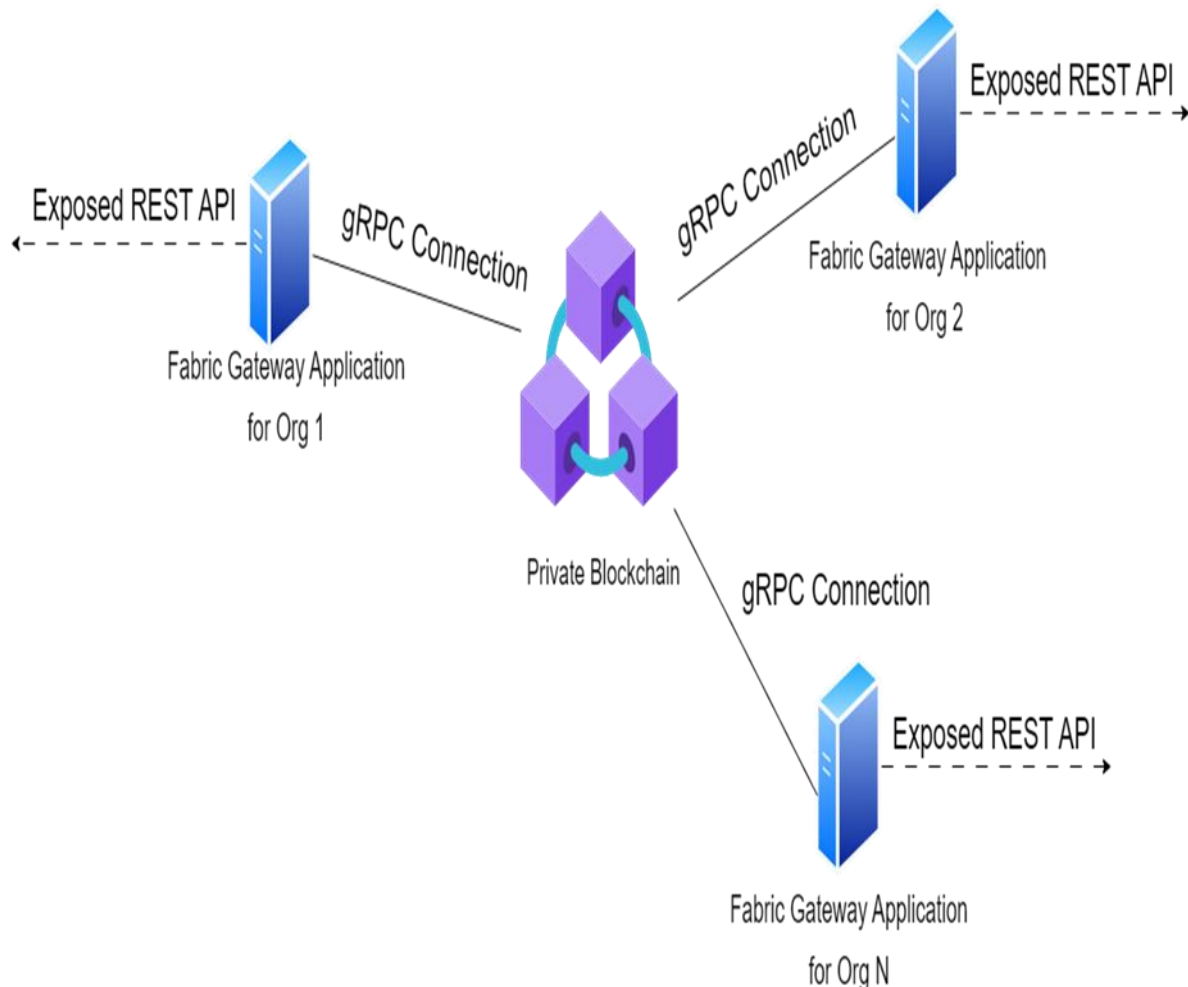 Exposed REST API
gRPC Connection
Fabric Gateway Application
for Org 1
gRPC Connection
Exposed REST API
Fabric Gateway Application
for Org 2
Private Blockchain
gRPC Connection
Exposed REST API
Fabric Gateway Application
for Org N